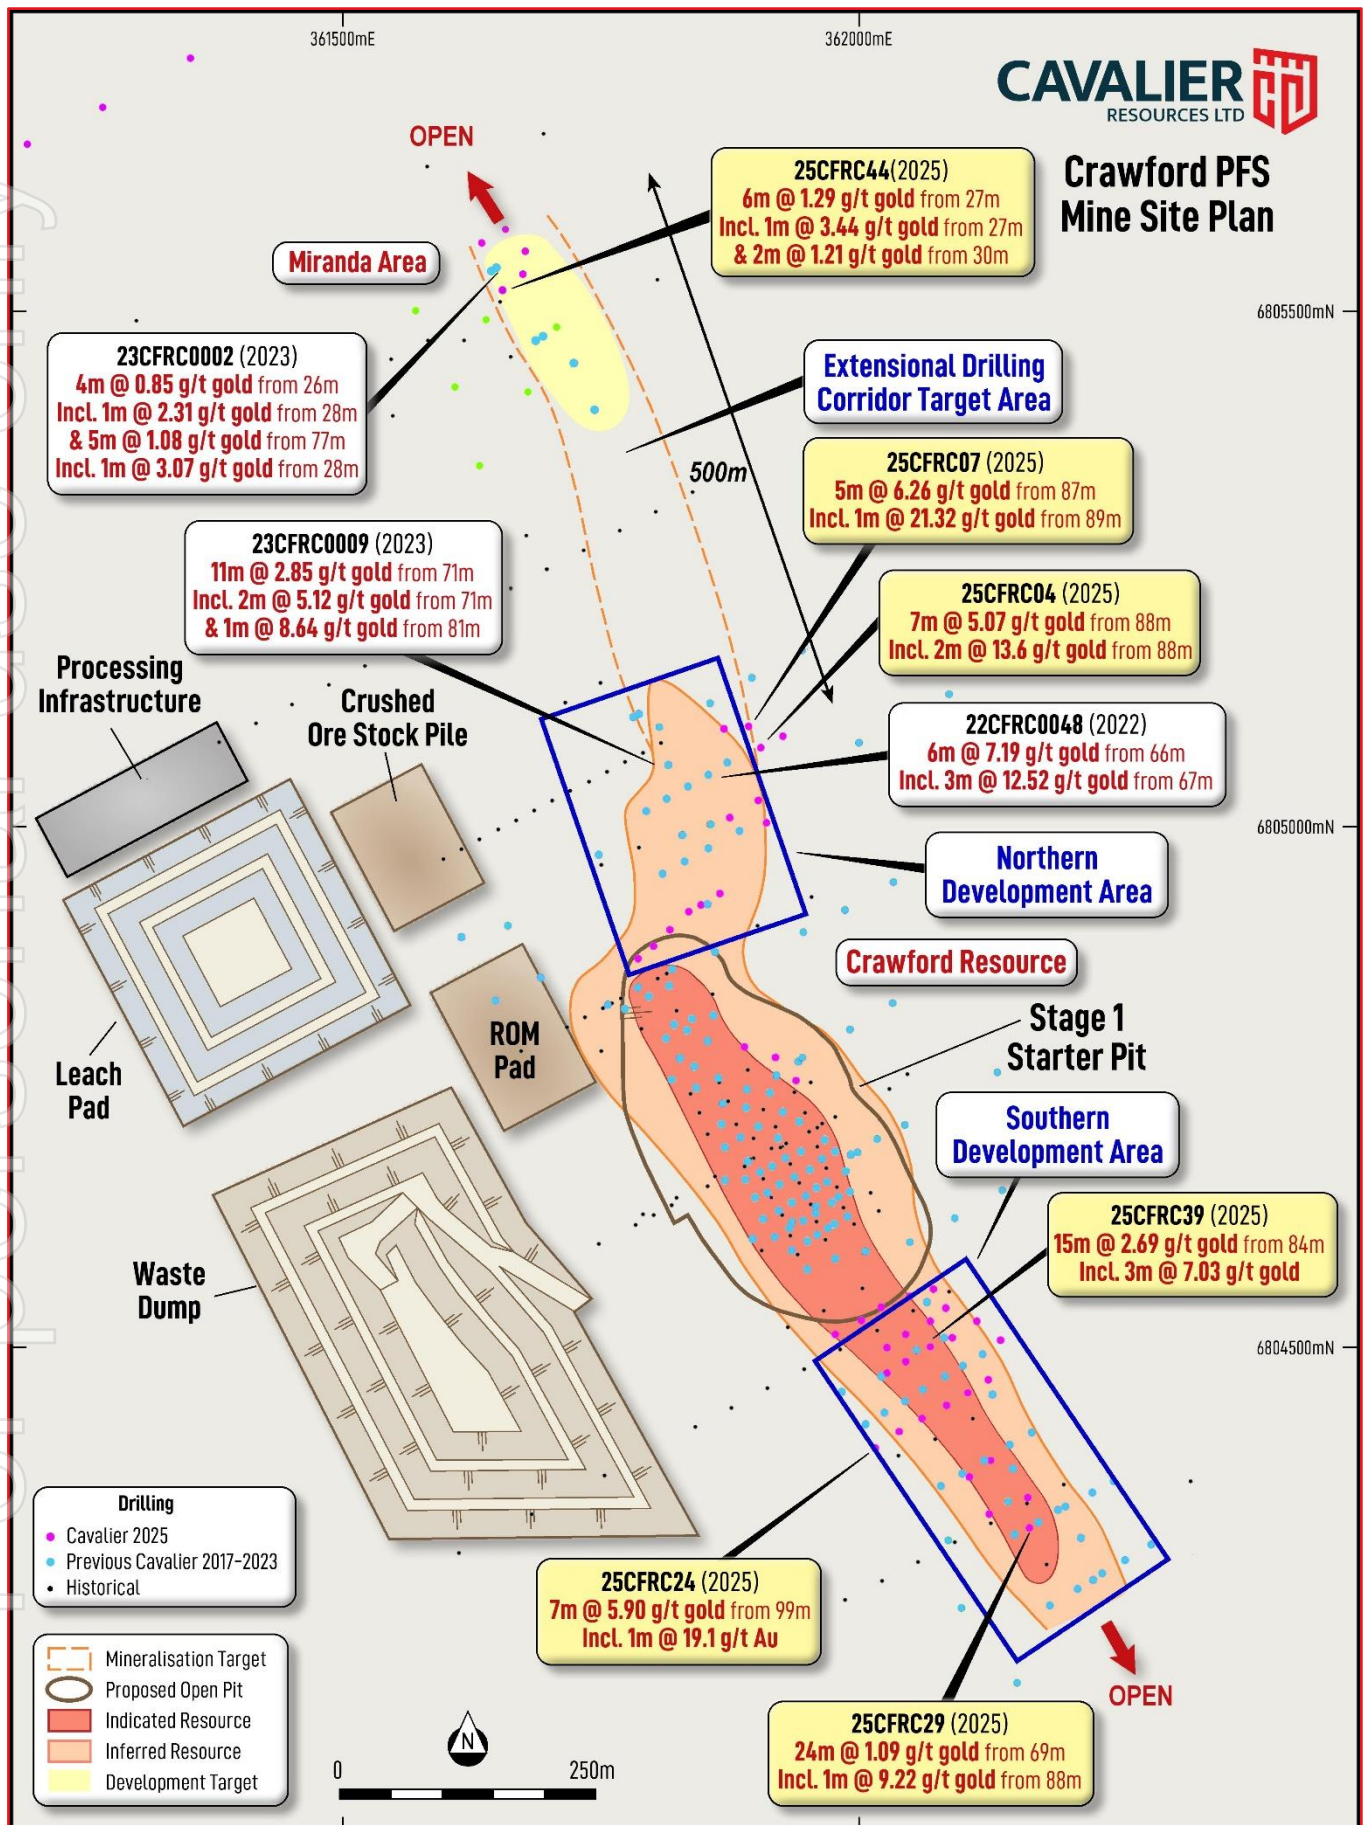 361500mE
362000mE
CAVALIER
RESOURCES LTD
Crawford PFS
Mine Site Plan
OPEN
25CFRC44(2025)
6m @ 1.29 g/t gold from 27m
Incl. 1m @ 3.44 g/t gold from 27m
& 2m @ 1.21 g/t gold from 30m
Miranda Area
6805500mN
23CFRC0002 (2023)
4m @ 0.85 g/t gold from 26m
Incl. 1m @ 2.31 g/t gold from 28m
& 5m @ 1.08 g/t gold from 77m
Incl. 1m @ 3.07 g/t gold from 28m
Extensional Drilling
Corridor Target Area
500m
25CFRC07 (2025)
5m @ 6.26 g/t gold from 87m
Incl. 1m @ 21.32 g/t gold from 89m
23CFRC0009 (2023)
11m @ 2.85 g/t gold from 71m
Incl. 2m @ 5.12 g/t gold from 71m
& 1m @ 8.64 g/t gold from 81m
25CFRC04 (2025)
7m @ 5.07 g/t gold from 88m
Incl. 2m @ 13.6 g/t gold from 88m
Processing
Infrastructure
Crushed
Ore Stock Pile
22CFRC0048 (2022)
6m @ 7.19 g/t gold from 66m
Incl. 3m @ 12.52 g/t gold from 67m
6805000mN
Northern
Development Area
Crawford Resource
Stage 1
Starter Pit
ROM
Pad
Leach
Pad
Southern
Development Area
25CFRC39 (2025)
15m @ 2.69 g/t gold from 84m
Incl. 3m @ 7.03 g/t gold
Waste
Dump
6804500mN
Drilling
Cavalier 2025
Previous Cavalier 2017-2023
Historical
25CFRC24 (2025)
7m @ 5.90 g/t gold from 99m
Incl. 1m @ 19.1 g/t Au
Mineralisation Target
Proposed Open Pit
Indicated Resource
Inferred Resource
Development Target
N
0
250m
OPEN
25CFRC29 (2025)
24m @ 1.09 g/t gold from 69m
Incl. 1m @ 9.22 g/t gold from 88m